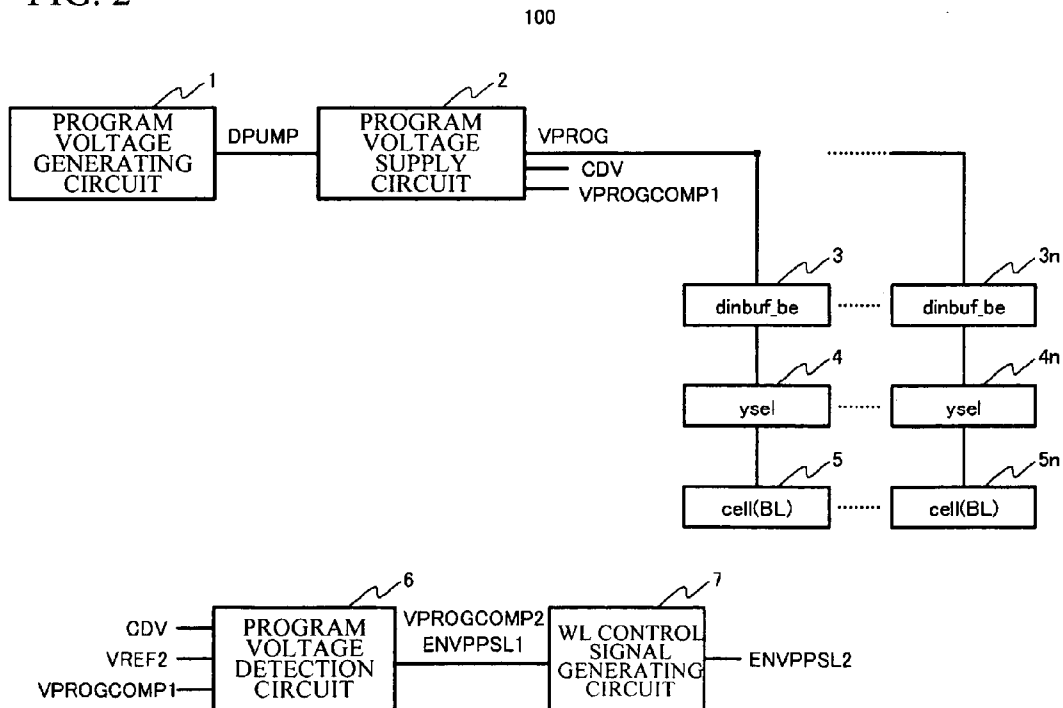 FIG. 2
100
1
PROGRAM
VOLTAGE
GENERATING
CIRCUIT
DPUMP
2
PROGRAM
VOLTAGE
SUPPLY
CIRCUIT
VPROG
CDV
VPROGCOMP1
3
dinbuf_be
3n
dinbuf_be
4
ysel
4n
ysel
5
cell(BL)
5n
cell(BL)
CDV
VREF2
VPROGCOMP1
6
PROGRAM
VOLTAGE
DETECTION
CIRCUIT
VPROGCOMP2
ENVPPSL1
7
WL CONTROL
SIGNAL
GENERATING
CIRCUIT
ENVPPSL2